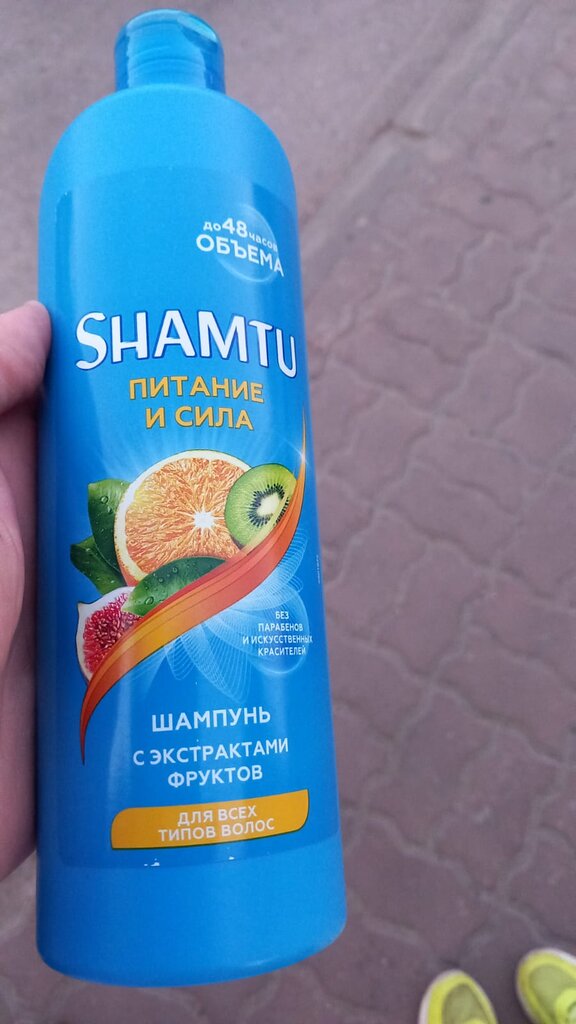 до 48 часов
ОБЪЕМА
SHAMTU
ПИТАНИЕ
И СИЛА
БЕЗ
ПАРАБЕНОВ
И ИСКУССТВЕННЫХ
КРАСИТЕЛЕЙ
ШАМПУНЬ
С ЭКСТРАКТАМИ
ФРУКТОВ
ДЛЯ ВСЕХ
ТИПОВ ВОЛОС